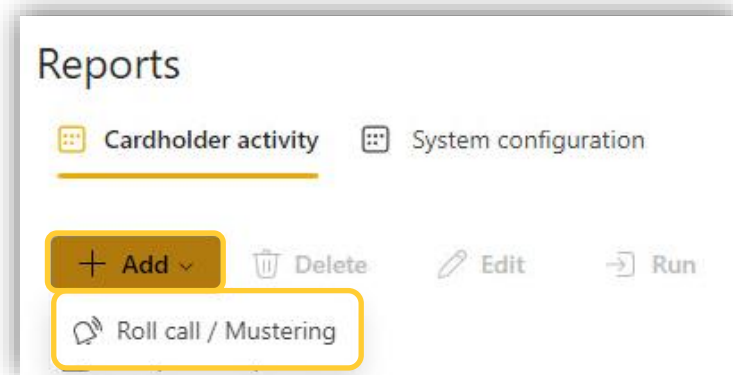 Reports
Cardholder activity System configuration
+ Add Delete Edit Run
Roll call / Mustering